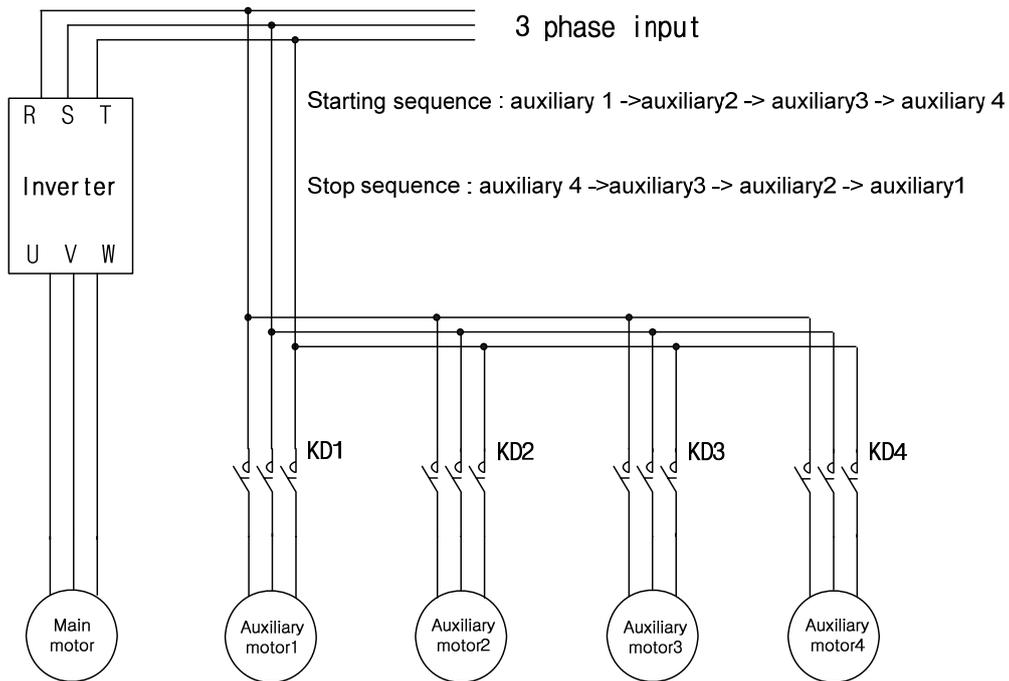 3 phase input
Starting sequence : auxiliary 1 ->auxiliary2 -> auxiliary3 -> auxiliary 4
R S T
Inverter
Stop sequence : auxiliary 4 ->auxiliary3 -> auxiliary2 -> auxiliary1
U V W
KD1
KD2
KD3
KD4
Main
motor
Auxiliary
motor1
Auxiliary
motor2
Auxiliary
motor3
Auxiliary
motor4